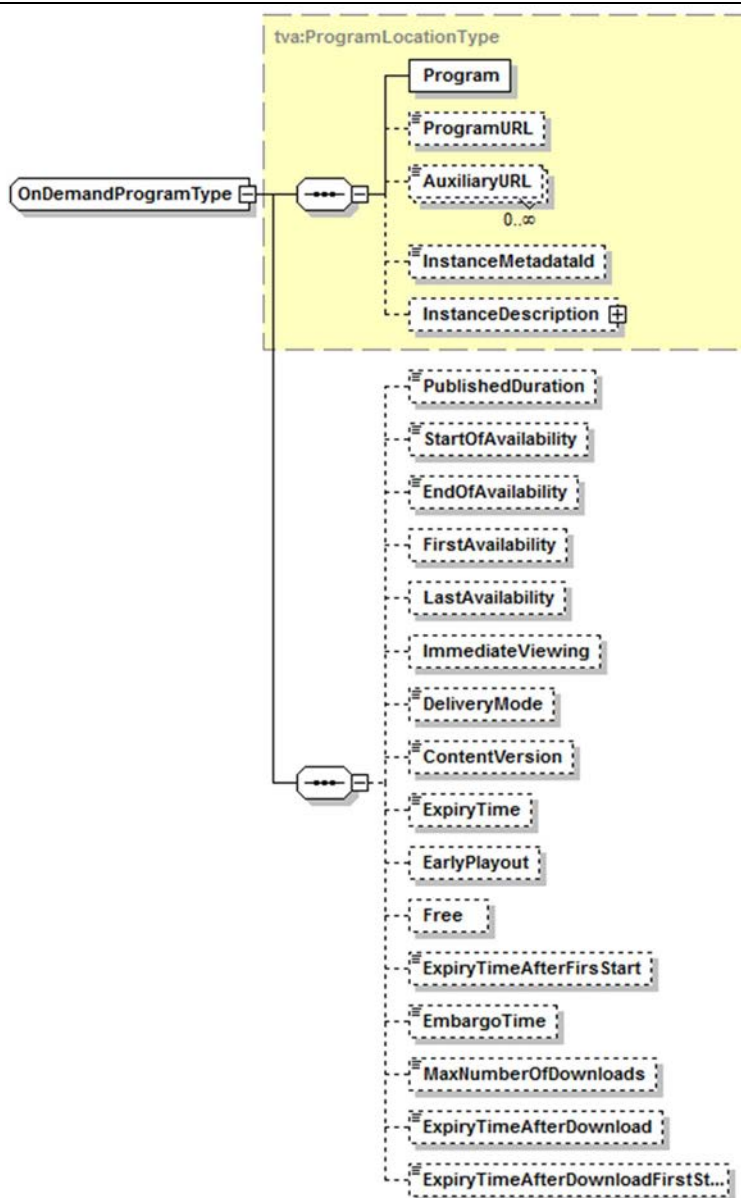 tva:ProgramLocationType
Program
ProgramURL
AuxiliaryURL
0..∞
OnDemandProgramType
InstanceMetadataId
InstanceDescription
PublishedDuration
StartOfAvailability
EndOfAvailability
FirstAvailability
LastAvailability
ImmediateViewing
DeliveryMode
ContentVersion
ExpiryTime
EarlyPlayout
Free
ExpiryTimeAfterFirsStart
EmbargoTime
MaxNumberOfDownloads
ExpiryTimeAfterDownload
ExpiryTimeAfterDownloadFirstSt...